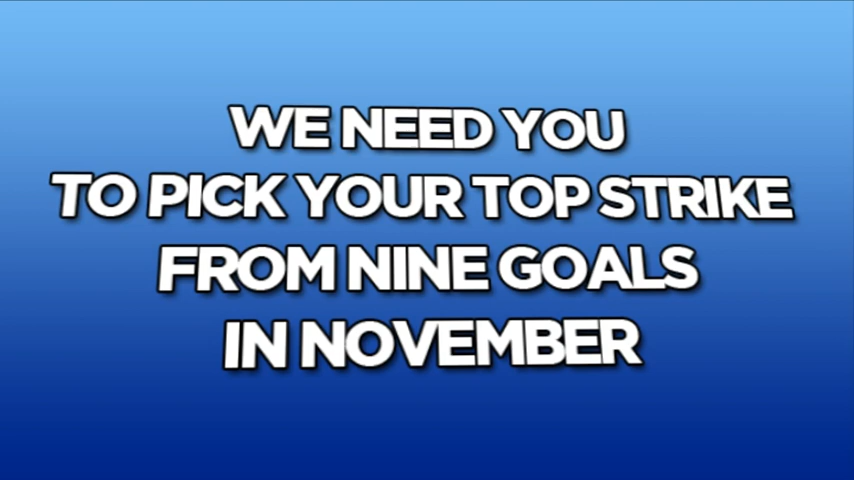 WE NEED YOU
TO PICK YOUR TOP STRIKE
FROM NINE GOALS
IN NOVEMBER